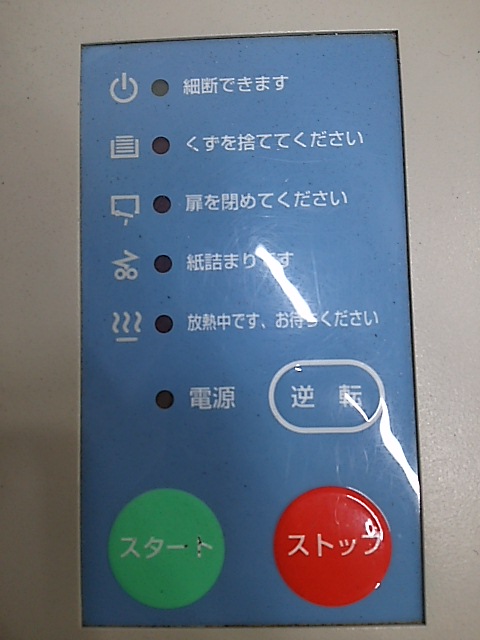 細断できます
くずを捨ててください
扉を閉めてください
紙詰まりです
放熱中です、お待ちください
電源 逆転
スタート ストップ